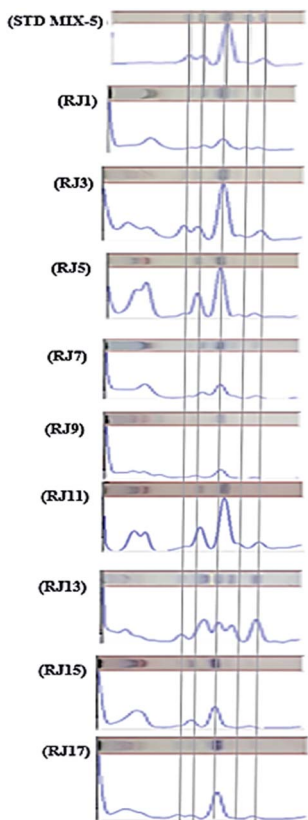 (STD MIX-5)
(RJ1)
(RJ3)
(RJ5)
(RJ7)
(RJ9)
(RJ11)
(RJ13)
(RJ15)
(RJ17)